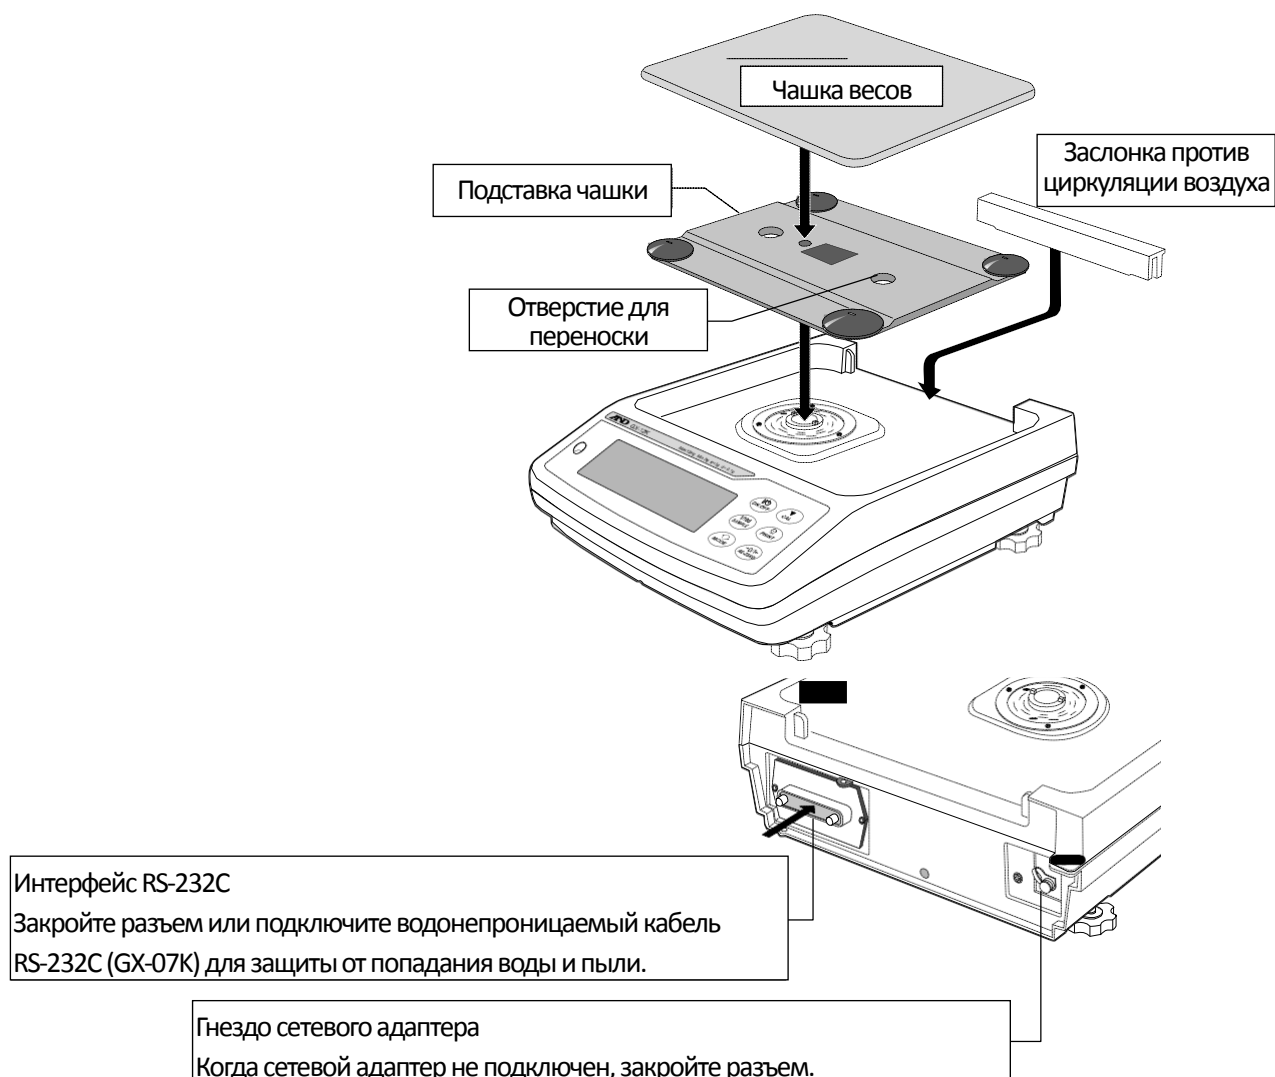 Чашка весов
Заслонка против
циркуляции воздуха
Подставка чашки
Отверстие для
переноски
AND
Интерфейс RS-232C
Закройте разъем или подключите водонепроницаемый кабель
RS-232C (GX-07K) для защиты от попадания воды и пыли.
Гнездо сетевого адаптера
Когда сетевой адаптер не подключен, закройте разъем.